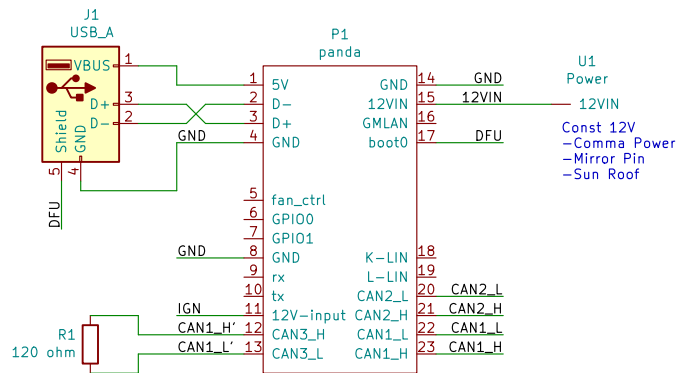 J1
USB_A
VBUS 1
D+ 3
D- 2
Shield
GND
5
4
GND
DFU
P1
panda
1 5V
2 D-
3 D+
4 GND
5 fan_ctrl
6 GPIO0
7 GPIO1
GND 8 GND
9 rx
10 tx
IGN 11 12V-input
CAN1_H' 12 CAN3_H
CAN1_L' 13 CAN3_L
R1
120 ohm
GND 14 GND
12VIN 15 12VIN
GMLAN 16
boot0 17 DFU
K-LIN 18
L-LIN 19
CAN2_L 20 CAN2_L
CAN2_H 21 CAN2_H
CAN1_L 22 CAN1_L
CAN1_H 23 CAN1_H
U1
Power
12VIN
Const 12V
-Comma Power
-Mirror Pin
-Sun Roof